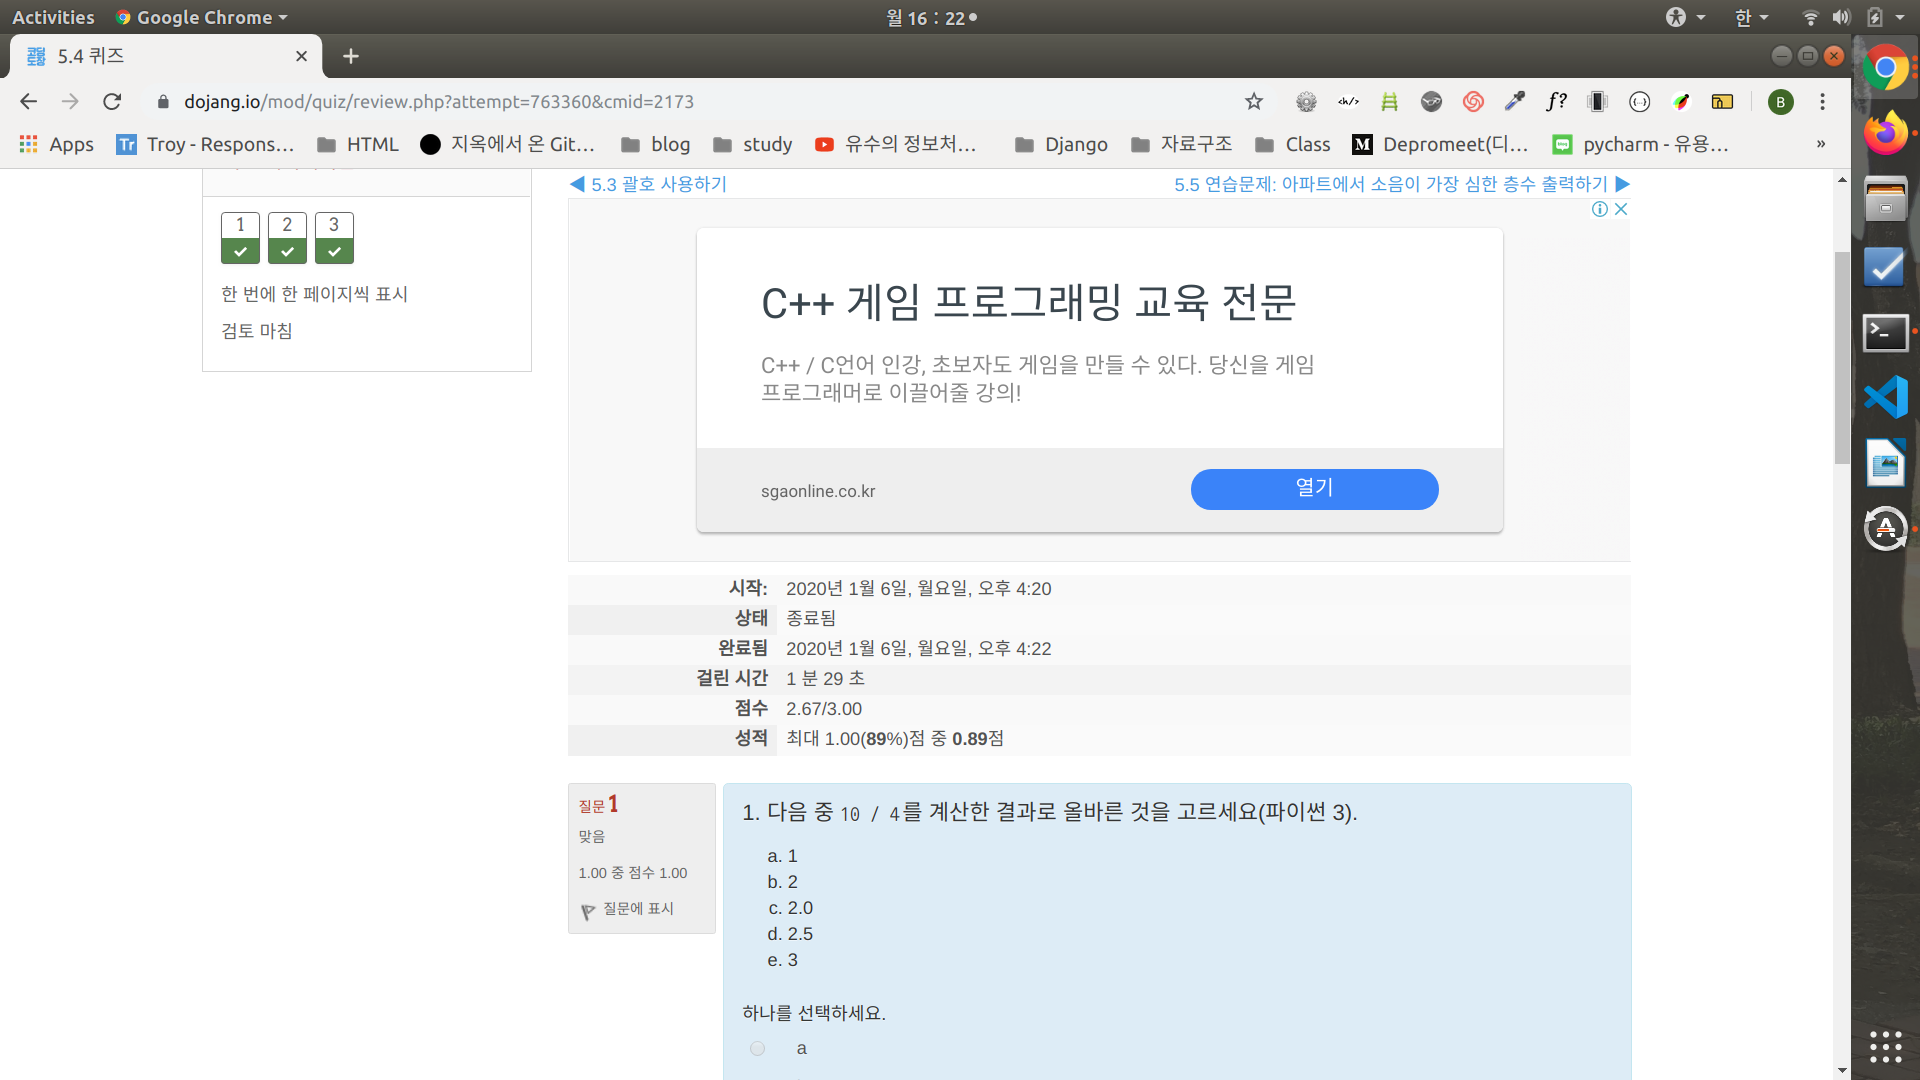 Activities
Google Chrome
월 16 : 22
한
5.4 퀴즈
dojang.io/mod/quiz/review.php?attempt=763360&cmid=2173
B
Apps
Troy - Respons...
HTML
지옥에서 온 Git...
blog
study
유수의 정보처...
Django
자료구조
Class
Depromeet(디...
pycharm - 유용...
»
◀ 5.3 괄호 사용하기
5.5 연습문제: 아파트에서 소음이 가장 심한 층수 출력하기 ▶
1 2 3
한 번에 한 페이지씩 표시
검토 마침
C++ 게임 프로그래밍 교육 전문
C++ / C언어 인강, 초보자도 게임을 만들 수 있다. 당신을 게임
프로그래머로 이끌어줄 강의!
sgaonline.co.kr
열기
시작: 2020년 1월 6일, 월요일, 오후 4:20
상태 종료됨
완료됨 2020년 1월 6일, 월요일, 오후 4:22
걸린 시간 1 분 29 초
점수 2.67/3.00
성적 최대 1.00(89%)점 중 0.89점
질문 1
맞음
1.00 중 점수 1.00
질문에 표시
1. 다음 중 10 / 4를 계산한 결과로 올바른 것을 고르세요(파이썬 3).
a. 1
b. 2
c. 2.0
d. 2.5
e. 3
하나를 선택하세요.
a